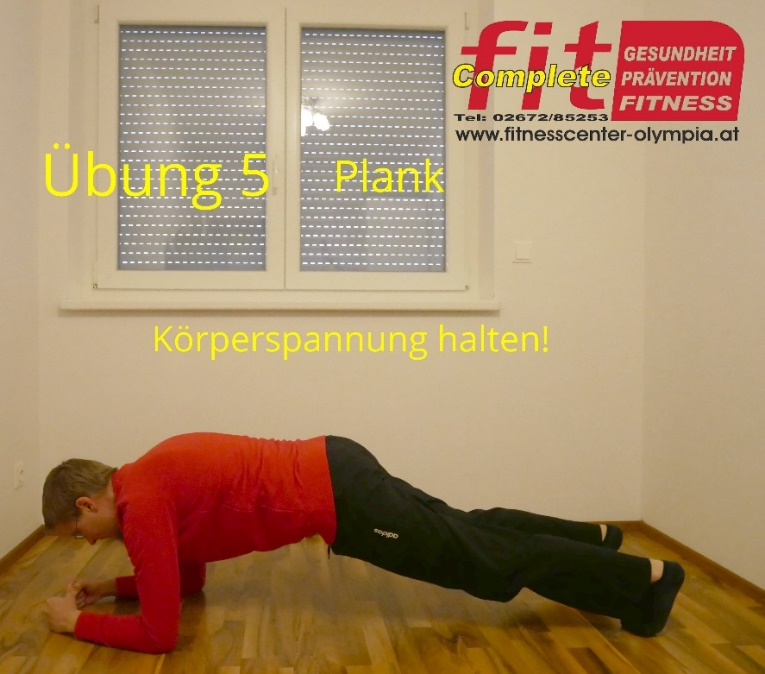 fit
Complete
GESUNDHEIT
PRÄVENTION
FITNESS
Tel: 02672/85253
www.fitnesscenter-olympia.at
Übung 5 Plank
Körperspannung halten!
adidas